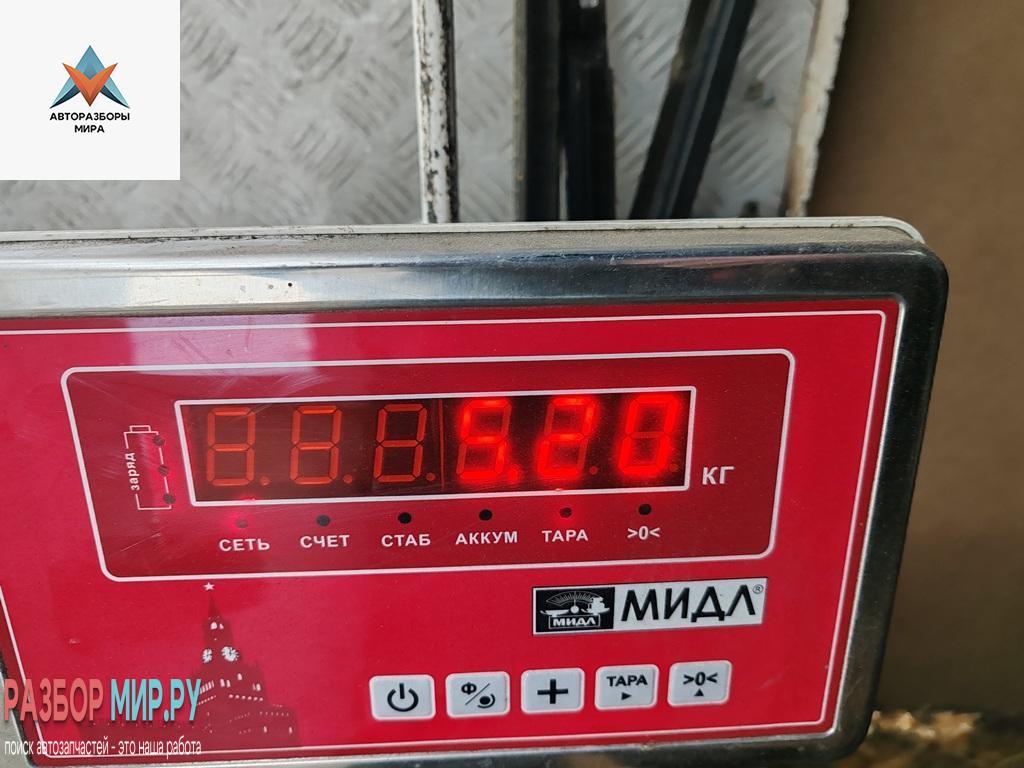 АВТОРАЗБОРЫ
МИРА
заряд
5.20
КГ
СЕТЬ СЧЕТ СТАБ АККУМ ТАРА >0<
МИДЛ МИДЛ®
Ф ТАРА >0<
РАЗБОР МИР.РУ
поиск автозапчастей - это наша работа